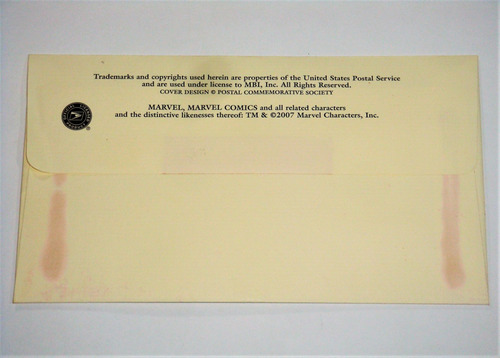 Trademarks and copyrights used herein are properties of the United States Postal Service
and are used under license to MBI, Inc. All Rights Reserved.
COVER DESIGN © POSTAL COMMEMORATIVE SOCIETY
MARVEL, MARVEL COMICS and all related characters
and the distinctive likenesses thereof: TM & ©2007 Marvel Characters, Inc.